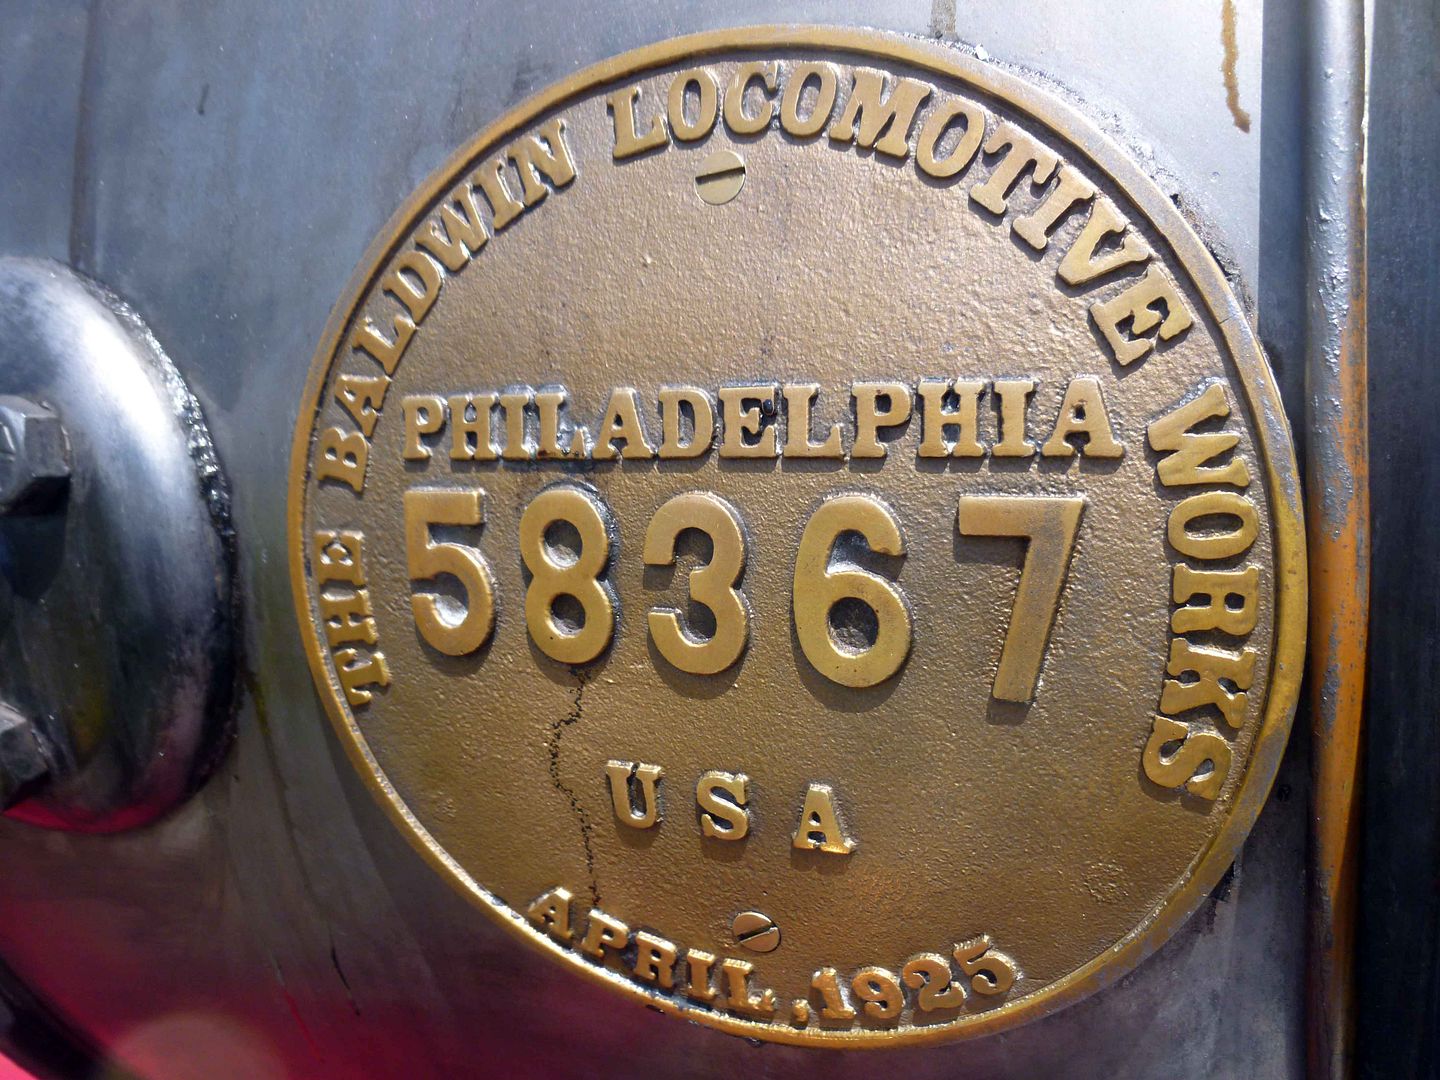 THE BALDWIN LOCOMOTIVE WORKS
PHILADELPHIA
58367
USA
APRIL,1925